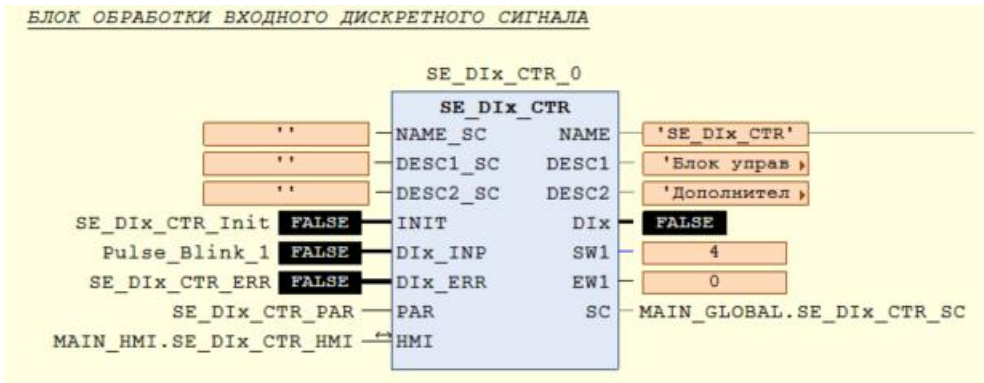 БЛОК ОБРАБОТКИ ВХОДНОГО ДИСКРЕТНОГО СИГНАЛА
SE_DIx_CTR_0
SE_DIx_CTR
'' NAME_SC NAME 'SE_DIx_CTR'
'' DESC1_SC DESC1 'Блок управ
'' DESC2_SC DESC2 'Дополнител
SE_DIx_CTR_Init FALSE INIT DIx FALSE
Pulse_Blink_1 FALSE DIx_INP SW1 4
SE_DIx_CTR_ERR FALSE DIx_ERR EW1 0
SE_DIx_CTR_PAR PAR SC MAIN_GLOBAL.SE_DIx_CTR_SC
MAIN_HMI.SE_DIx_CTR_HMI HMI